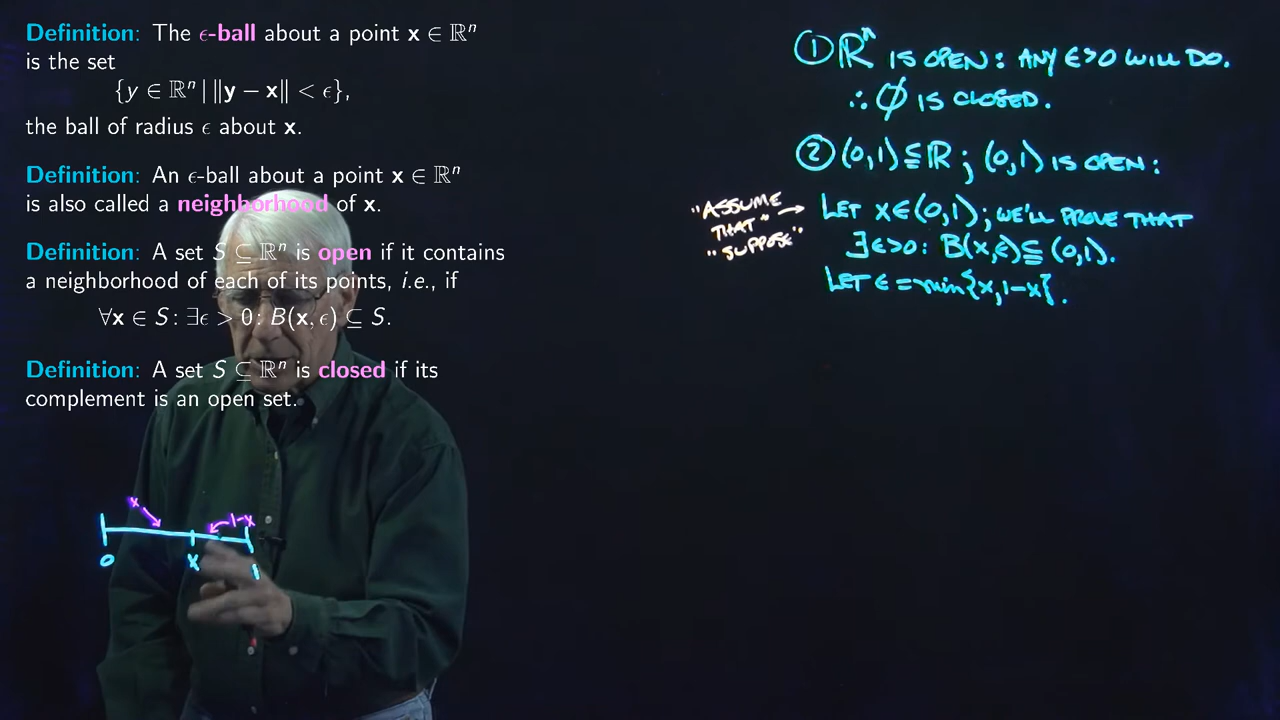 Definition: The ϵ-ball about a point x ∈ ℝⁿ
is the set
{y ∈ ℝⁿ | ‖y − x‖ < ϵ},
the ball of radius ϵ about x.
Definition: An ϵ-ball about a point x ∈ ℝⁿ
is also called a neighborhood of x.
Definition: A set S ⊆ ℝⁿ is open if it contains
a neighborhood of each of its points, i.e., if
∀x ∈ S: ∃ϵ > 0: B(x, ϵ) ⊆ S.
Definition: A set S ⊆ ℝⁿ is closed if its
complement is an open set.
x 1-x
0 x 1
① ℝⁿ IS OPEN: ANY ϵ>0 WILL DO.
∴ ∅ IS CLOSED.
② (0,1) ⊆ ℝ; (0,1) IS OPEN:
"ASSUME THAT" "SUPPOSE" →
LET x∈(0,1); WE'LL PROVE THAT
∃ϵ>0: B(x,ϵ) ⊆ (0,1).
LET ϵ = min{x,1-x}.